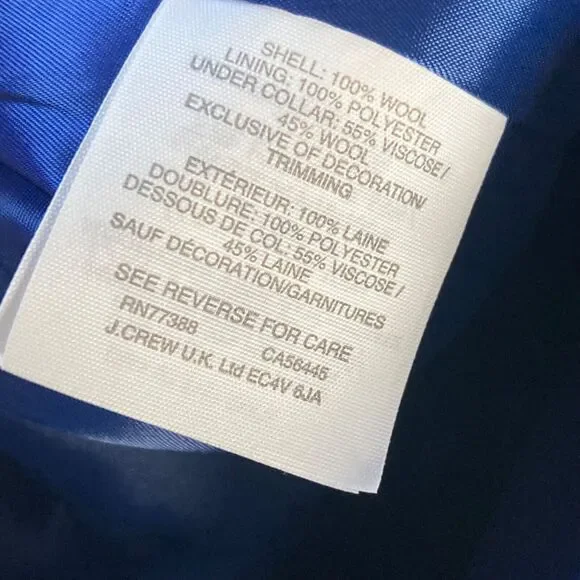 SHELL: 100% WOOL
LINING: 100% POLYESTER
UNDER COLLAR: 55% VISCOSE /
45% WOOL
EXCLUSIVE OF DECORATION/
TRIMMING
EXTÉRIEUR: 100% LAINE
DOUBLURE: 100% POLYESTER
DESSOUS DE COL: 55% VISCOSE /
45% LAINE
SAUF DÉCORATION/GARNITURES
SEE REVERSE FOR CARE
RN77388 CA56445
J.CREW U.K. Ltd EC4V 6JA